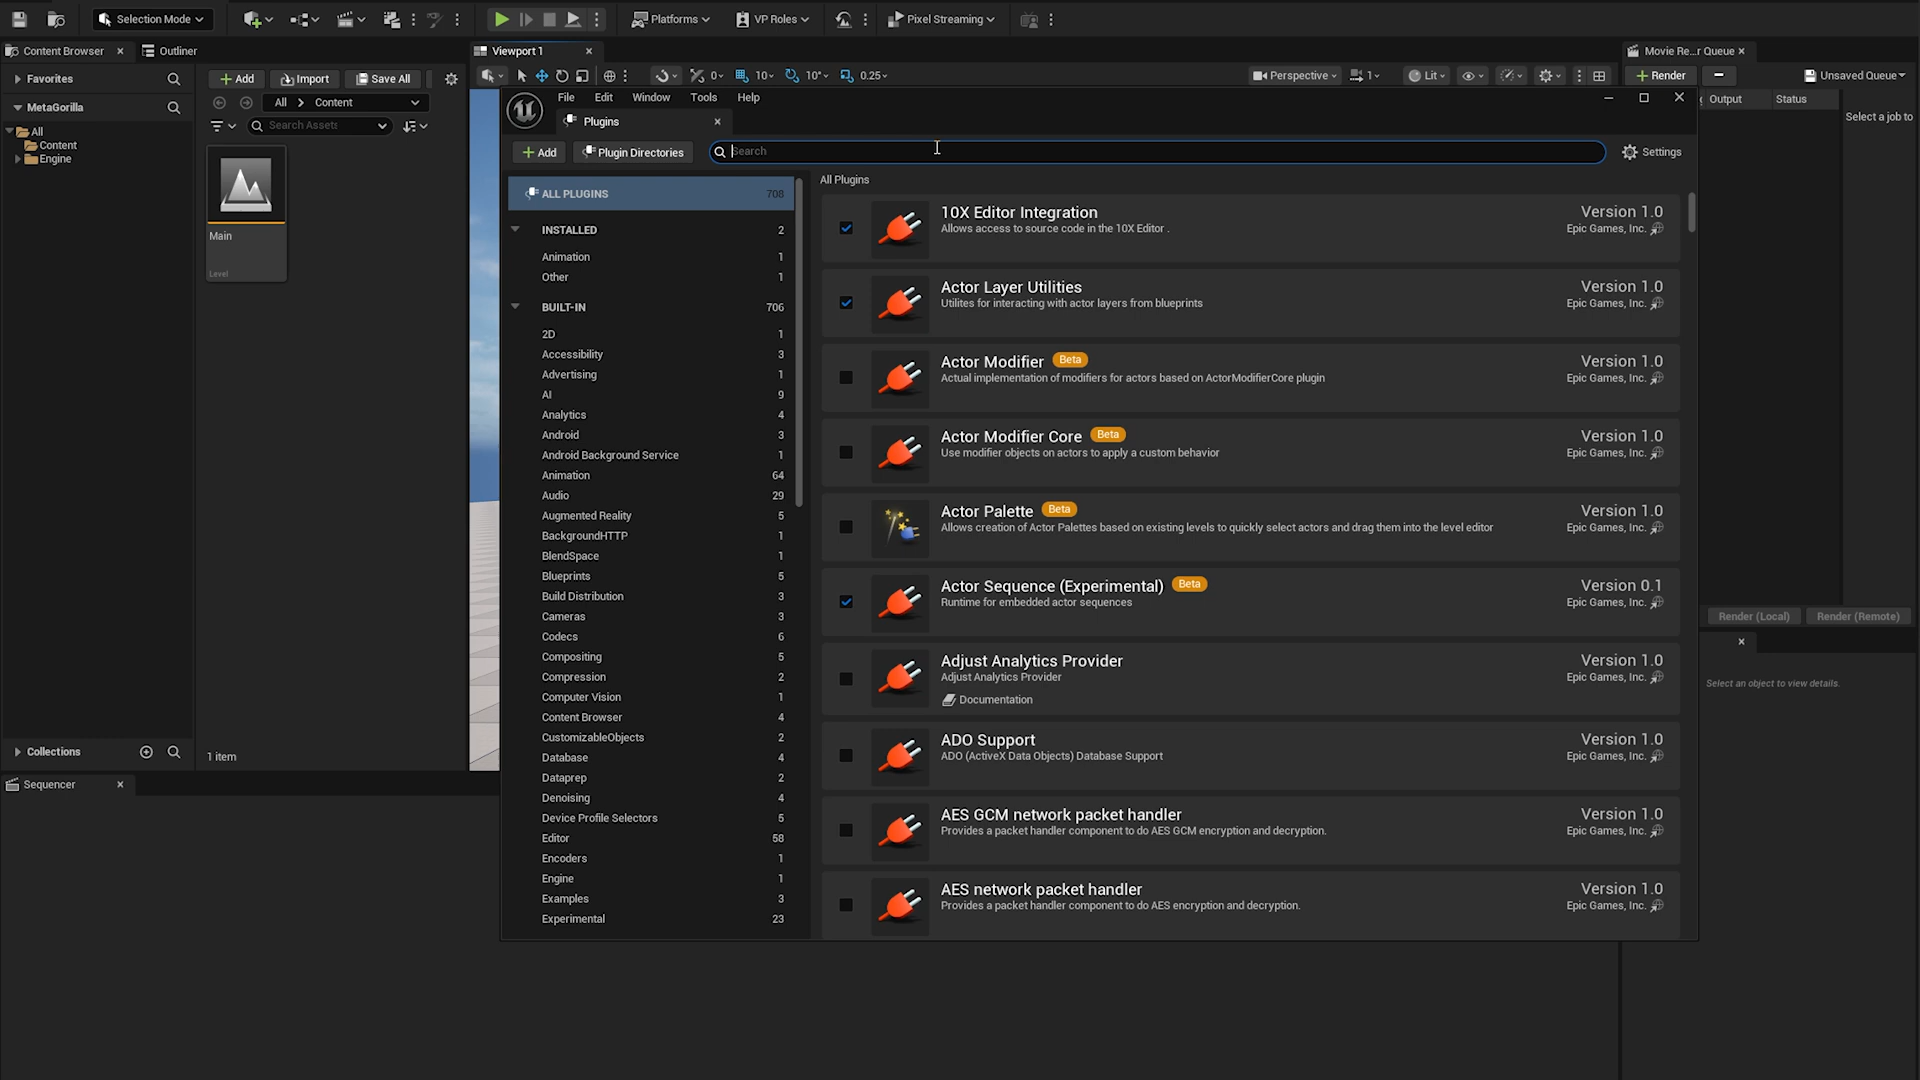 Selection Mode
Platforms
VP Roles
Pixel Streaming
Content Browser
Outliner
Viewport 1
Movie Re...r Queue
Favorites
Add
Import
Save All
0
10
10°
0.25
Perspective
1
Lit
Render
Unsaved Queue
MetaGorilla
All > Content
Output
Status
Search Assets
Select a job to
All
Content
Engine
Main
Level
File
Edit
Window
Tools
Help
Plugins
Add
Plugin Directories
Search
Settings
ALL PLUGINS 708
INSTALLED 2
Animation 1
Other 1
BUILT-IN 706
2D 1
Accessibility 3
Advertising 1
AI 9
Analytics 4
Android 3
Android Background Service 1
Animation 64
Audio 29
Augmented Reality 5
BackgroundHTTP 1
BlendSpace 1
Blueprints 5
Build Distribution 3
Cameras 3
Codecs 6
Compositing 5
Compression 2
Computer Vision 1
Content Browser 4
CustomizableObjects 2
Database 4
Dataprep 2
Denoising 4
Device Profile Selectors 5
Editor 58
Encoders 1
Engine 1
Examples 3
Experimental 23
All Plugins
10X Editor Integration
Version 1.0
Allows access to source code in the 10X Editor .
Epic Games, Inc.
Actor Layer Utilities
Version 1.0
Utilites for interacting with actor layers from blueprints
Epic Games, Inc.
Actor Modifier Beta
Version 1.0
Actual implementation of modifiers for actors based on ActorModifierCore plugin
Epic Games, Inc.
Actor Modifier Core Beta
Version 1.0
Use modifier objects on actors to apply a custom behavior
Epic Games, Inc.
Actor Palette Beta
Version 1.0
Allows creation of Actor Palettes based on existing levels to quickly select actors and drag them into the level editor
Epic Games, Inc.
Actor Sequence (Experimental) Beta
Version 0.1
Runtime for embedded actor sequences
Epic Games, Inc.
Adjust Analytics Provider
Version 1.0
Adjust Analytics Provider
Epic Games, Inc.
Documentation
ADO Support
Version 1.0
ADO (ActiveX Data Objects) Database Support
Epic Games, Inc.
AES GCM network packet handler
Version 1.0
Provides a packet handler component to do AES GCM encryption and decryption.
Epic Games, Inc.
AES network packet handler
Version 1.0
Provides a packet handler component to do AES encryption and decryption.
Epic Games, Inc.
Render (Local)
Render (Remote)
Select an object to view details.
Collections
1 item
Sequencer